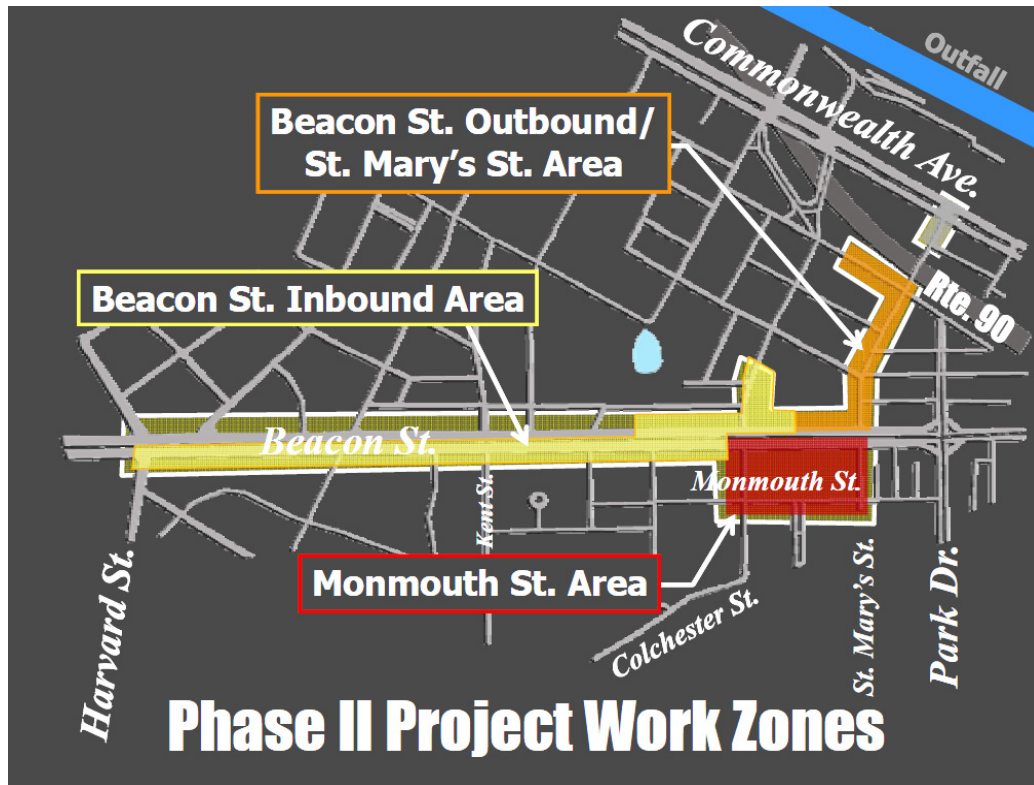 Outfall
Commonwealth Ave.
Beacon St. Outbound/
St. Mary's St. Area
Rte. 90
Beacon St. Inbound Area
Beacon St.
Monmouth St.
Kent St.
Monmouth St. Area
Harvard St.
Colchester St.
St. Mary's St.
Park Dr.
Phase II Project Work Zones